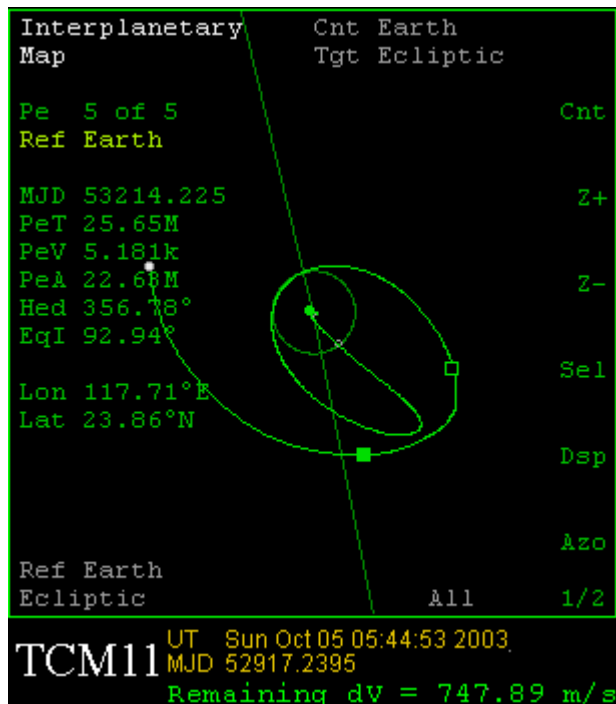 Interplanetary Cnt Earth
Map Tgt Ecliptic
Pe 5 of 5 Cnt
Ref Earth
MJD 53214.225 Z+
PeT 25.65M
PeV 5.181k
PeA 22.63M Z-
Hed 356.78°
EqI 92.94°
Sel
Lon 117.71°E
Lat 23.86°N
Dsp
Azo
Ref Earth
Ecliptic All 1/2
TCM11 UT Sun Oct 05 05:44:53 2003
MJD 52917.2395
Remaining dV = 747.89 m/s